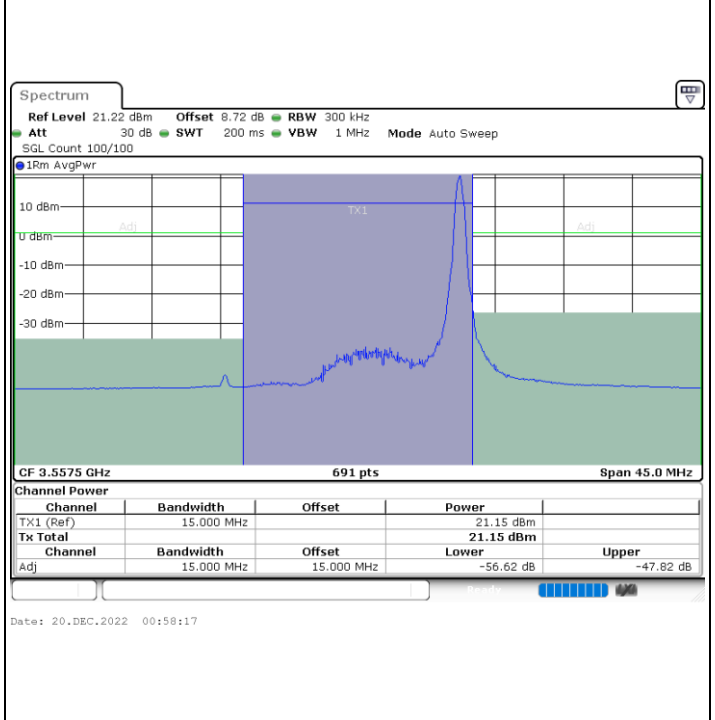 Spectrum
Ref Level 21.22 dBm Offset 8.72 dB RBW 300 kHz
Att 30 dB SWT 200 ms VBW 1 MHz Mode Auto Sweep
SGL Count 100/100
1Rm AvgPwr
10 dBm
TX1
Adj
Adj
0 dBm
-10 dBm
-20 dBm
-30 dBm
CF 3.5575 GHz 691 pts Span 45.0 MHz
Channel Power
Channel Bandwidth Offset Power
TX1 (Ref) 15.000 MHz 21.15 dBm
Tx Total 21.15 dBm
Channel Bandwidth Offset Lower Upper
Adj 15.000 MHz 15.000 MHz -56.62 dB -47.82 dB
Ready
Date: 20.DEC.2022 00:58:17